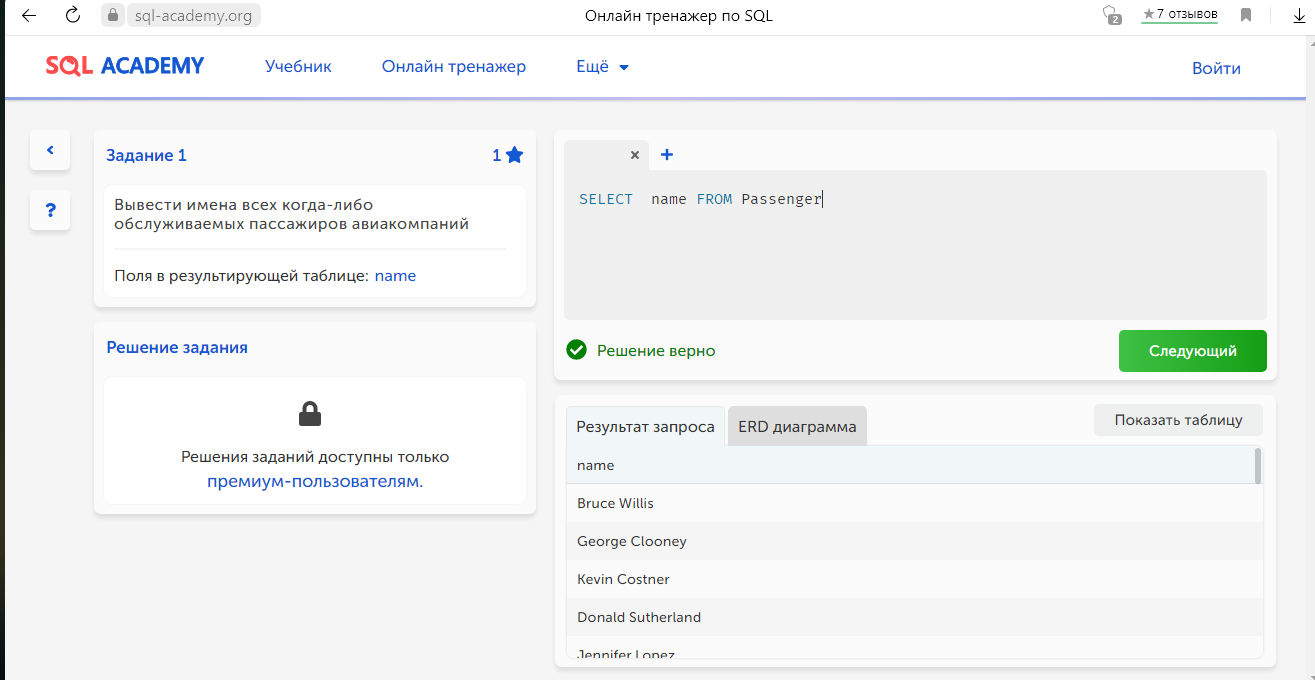 sql-academy.org
Онлайн тренажер по SQL
2
★7 отзывов
SQL ACADEMY
Учебник
Онлайн тренажер
Ещё
Войти
Задание 1
1
Вывести имена всех когда-либо
обслуживаемых пассажиров авиакомпаний
Поля в результирующей таблице: name
?
Решение задания
Решения заданий доступны только
премиум-пользователям.
SELECT name FROM Passenger
Решение верно
Следующий
Результат запроса
ERD диаграмма
Показать таблицу
name
Bruce Willis
George Clooney
Kevin Costner
Donald Sutherland
Jennifer Lopez